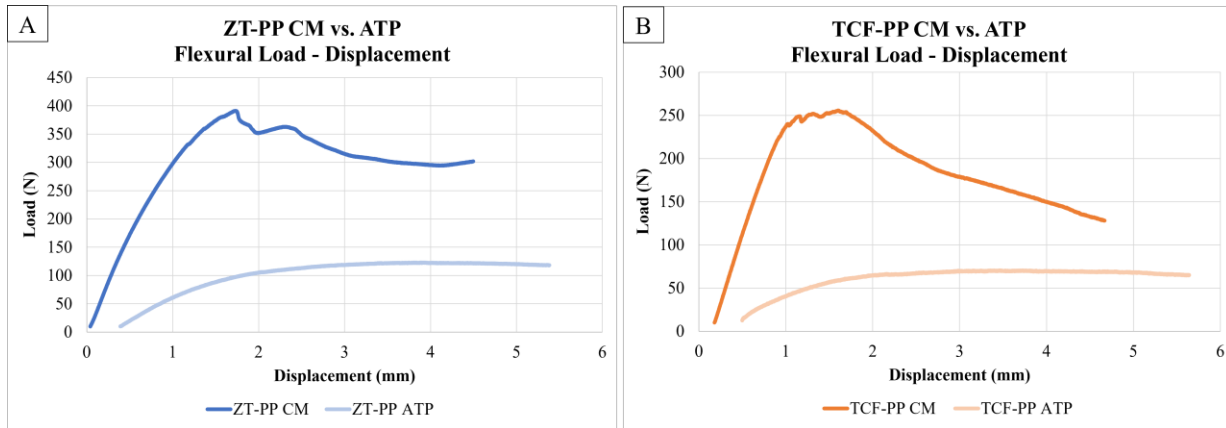 A
ZT-PP CM vs. ATP
Flexural Load - Displacement
Load (N)
450
400
350
300
250
200
150
100
50
0
0 1 2 3 4 5 6
Displacement (mm)
ZT-PP CM ZT-PP ATP
B
TCF-PP CM vs. ATP
Flexural Load - Displacement
Load (N)
300
250
200
150
100
50
0
0 1 2 3 4 5 6
Displacement (mm)
TCF-PP CM TCF-PP ATP